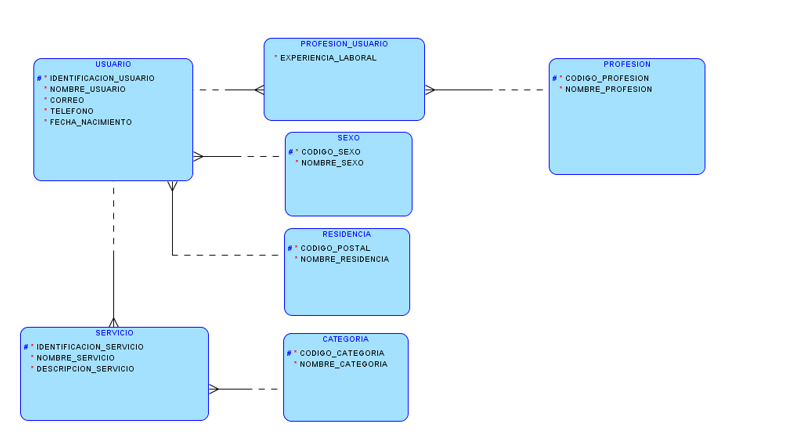 PROFESION_USUARIO
* EXPERIENCIA_LABORAL
USUARIO
# * IDENTIFICACION_USUARIO
* NOMBRE_USUARIO
* CORREO
* TELEFONO
* FECHA_NACIMIENTO
PROFESION
# * CODIGO_PROFESION
* NOMBRE_PROFESION
SEXO
# * CODIGO_SEXO
* NOMBRE_SEXO
RESIDENCIA
# * CODIGO_POSTAL
* NOMBRE_RESIDENCIA
SERVICIO
# * IDENTIFICACION_SERVICIO
* NOMBRE_SERVICIO
* DESCRIPCION_SERVICIO
CATEGORIA
# * CODIGO_CATEGORIA
* NOMBRE_CATEGORIA